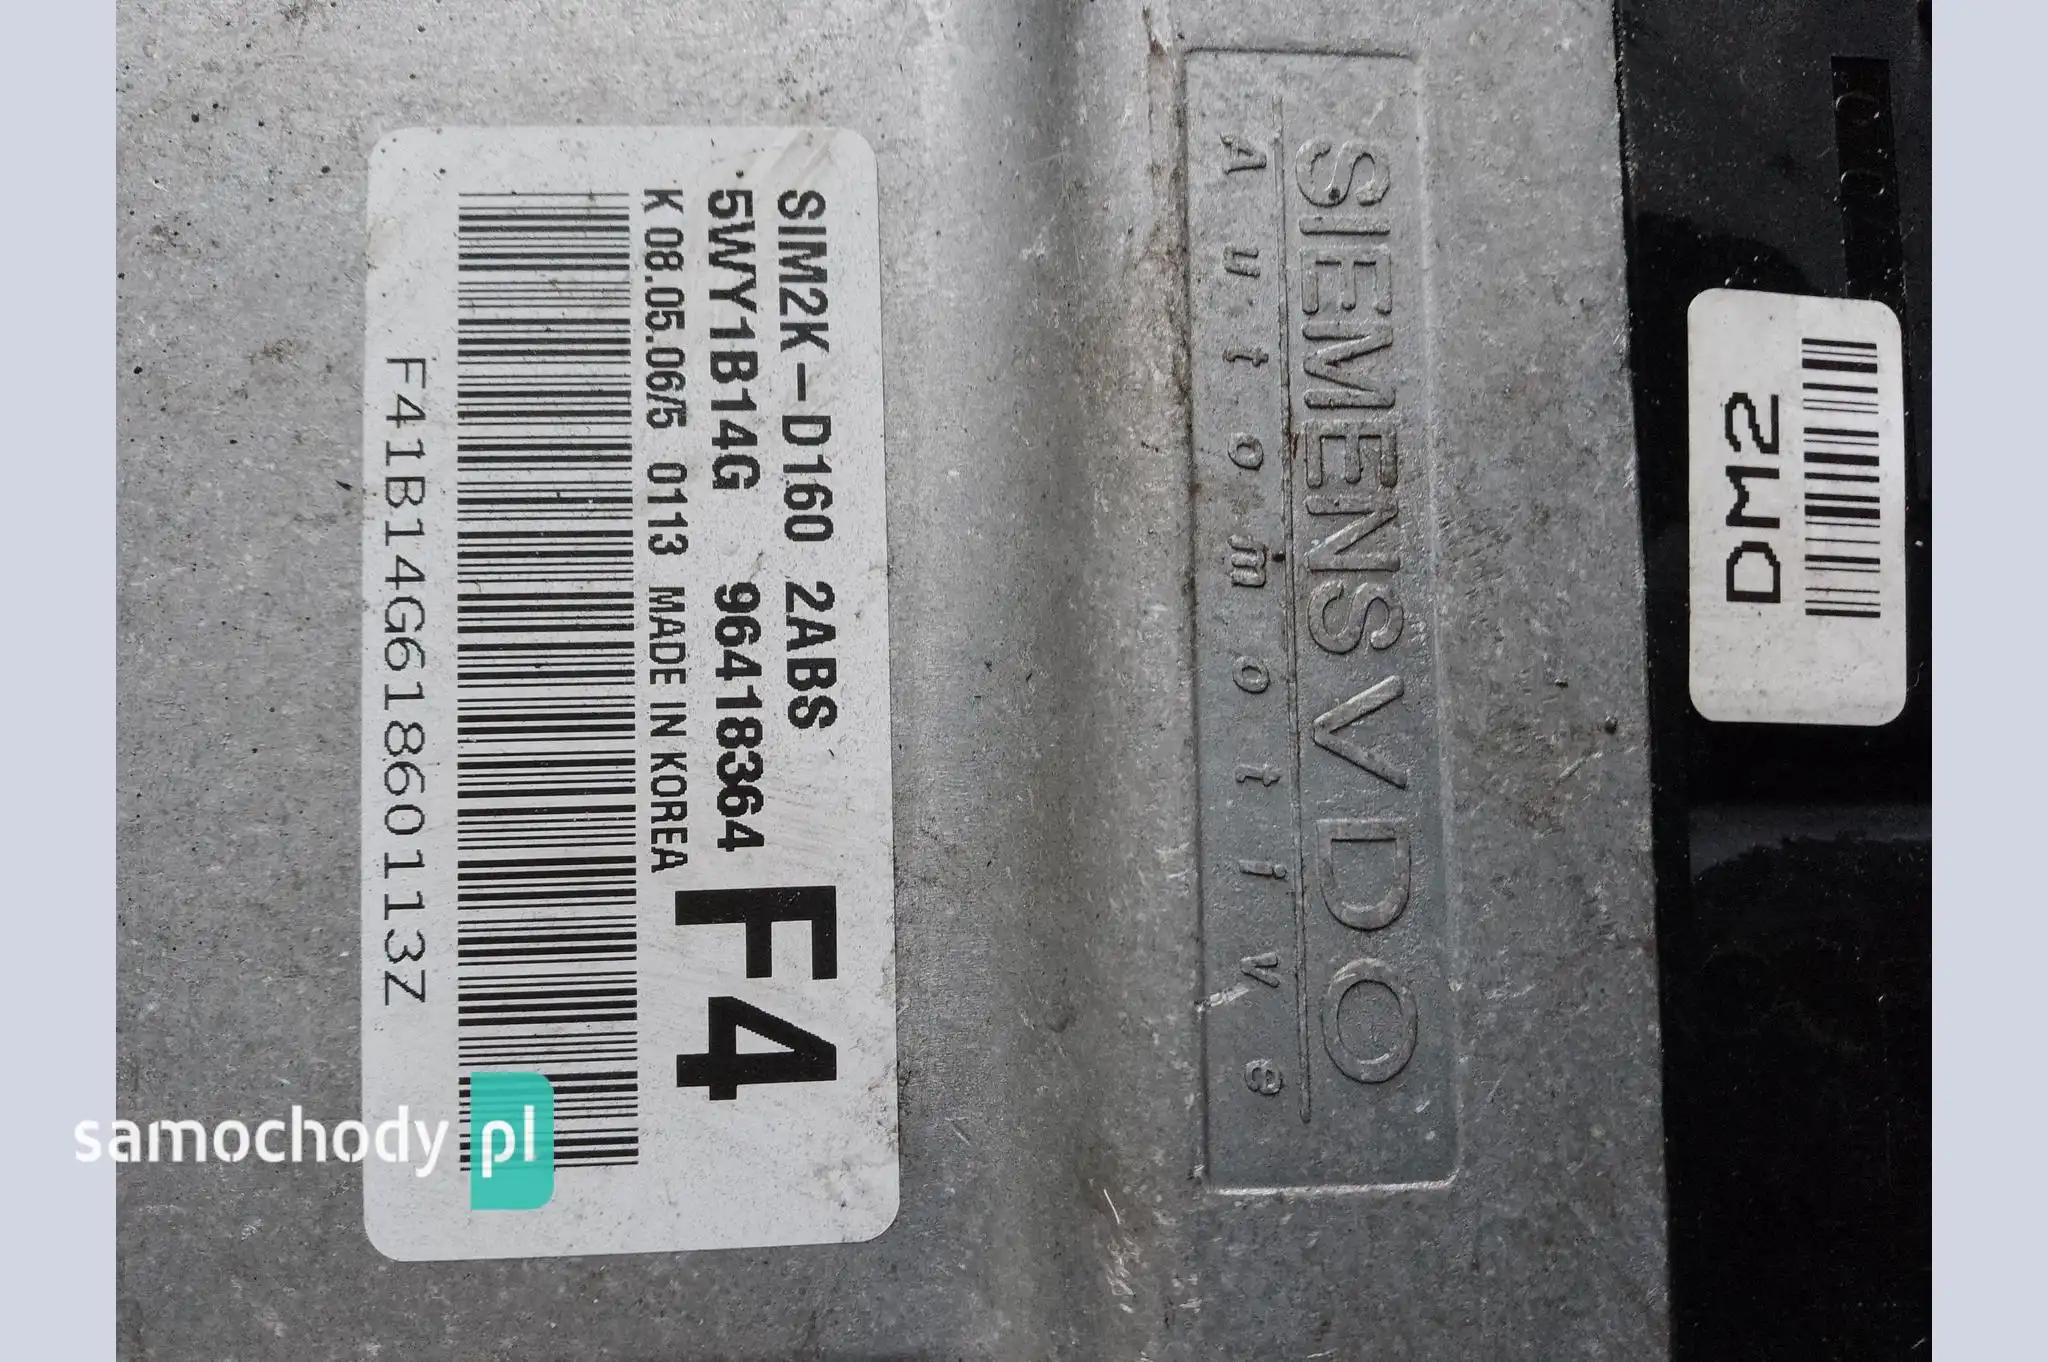 SIM2K-D160 2ABS
5WY1B14G 96418364
K 08.05.06/5 0113 MADE IN KOREA
F4
F41B14G61860113Z
SIEMENS VDO
Automotive
DM2
samochody pl